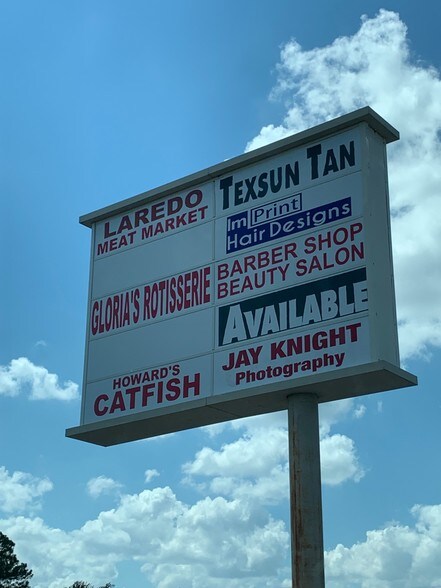 LAREDO
MEAT MARKET
GLORIA'S ROTISSERIE
HOWARD'S
CATFISH
TEXSUN TAN
Im Print
Hair Designs
BARBER SHOP
BEAUTY SALON
AVAILABLE
JAY KNIGHT
Photography